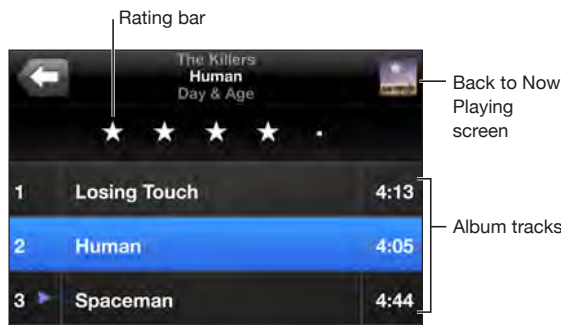 Rating bar
The Killers
Human
Day & Age
Back to Now
Playing
screen
1 Losing Touch 4:13
2 Human 4:05
3 Spaceman 4:44
Album tracks